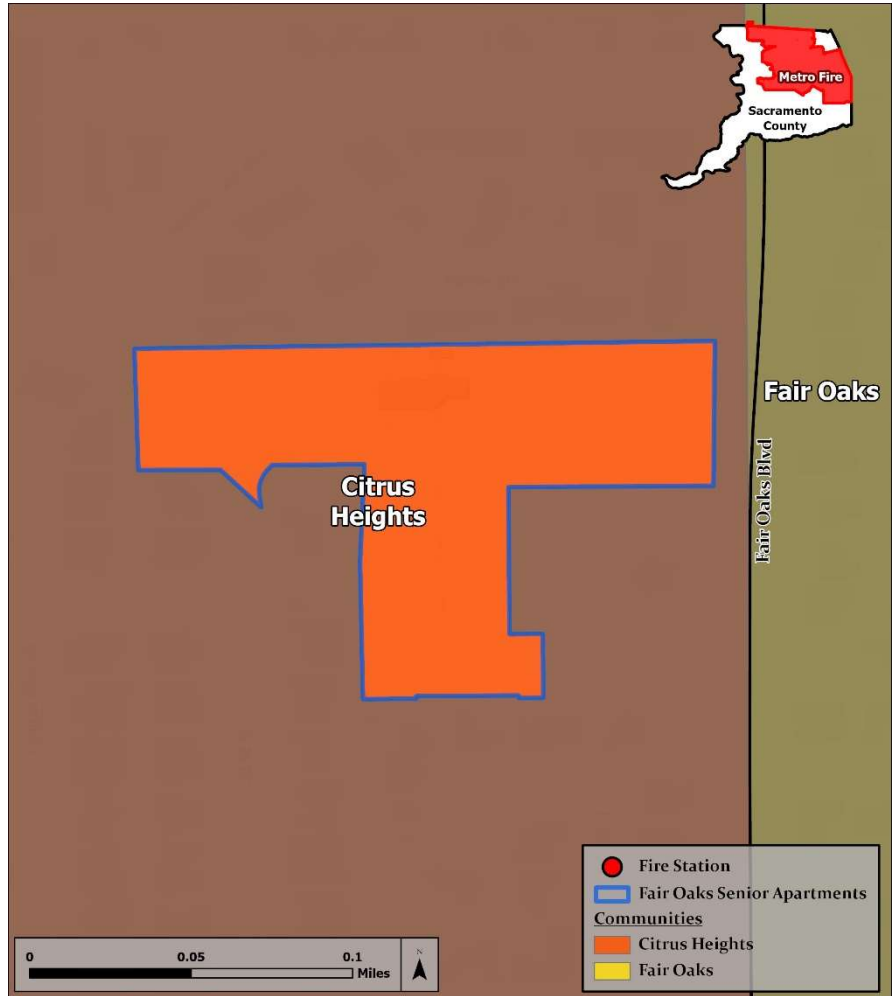 Metro Fire
Sacramento
County
Fair Oaks
Fair Oaks Blvd
Citrus
Heights
Fire Station
Fair Oaks Senior Apartments
Communities
Citrus Heights
Fair Oaks
0 0.05 0.1
Miles
N